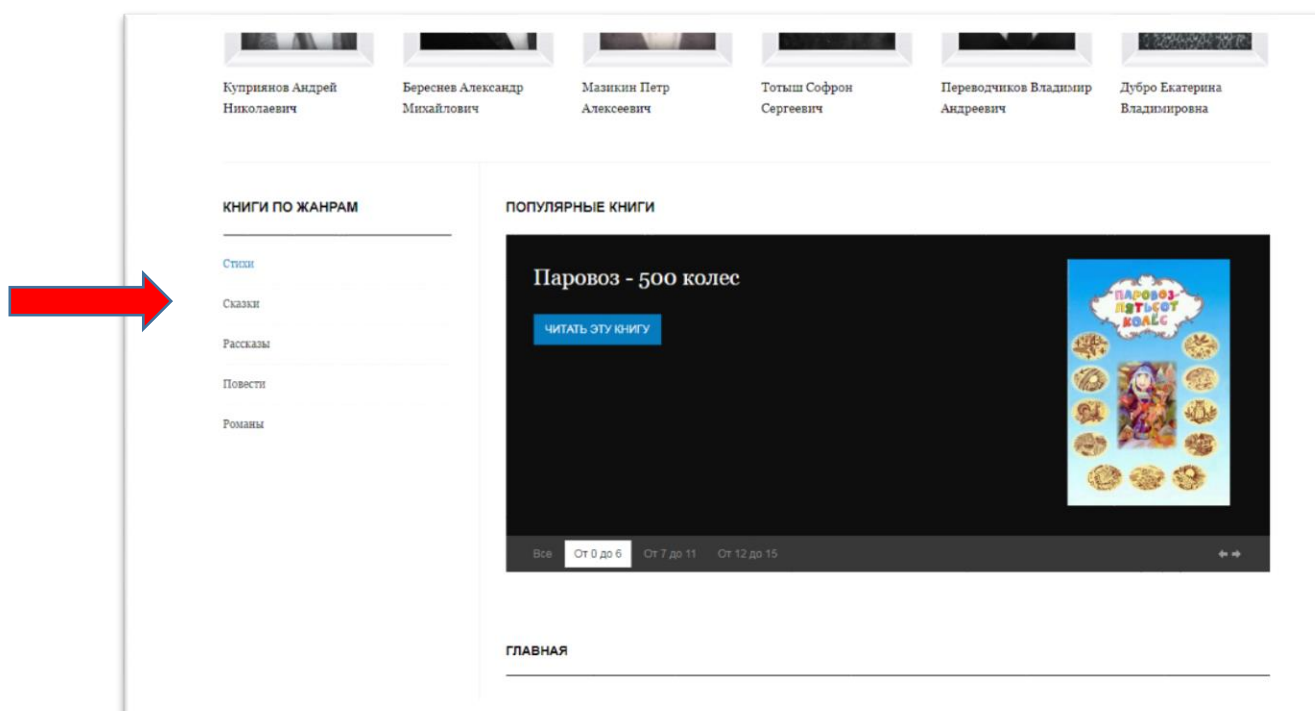 Куприянов Андрей
Николаевич
Береснев Александр
Михайлович
Мазикин Петр
Алексеевич
Тотыш Софрон
Сергеевич
Переводчиков Владимир
Андреевич
Дубро Екатерина
Владимировна
КНИГИ ПО ЖАНРАМ
Стихи
Сказки
Рассказы
Повести
Романы
ПОПУЛЯРНЫЕ КНИГИ
Паровоз - 500 колес
ЧИТАТЬ ЭТУ КНИГУ
ПАРОВОЗ-
ПЯТЬСОТ
КОЛЁС
Все От 0 до 6 От 7 до 11 От 12 до 15
ГЛАВНАЯ